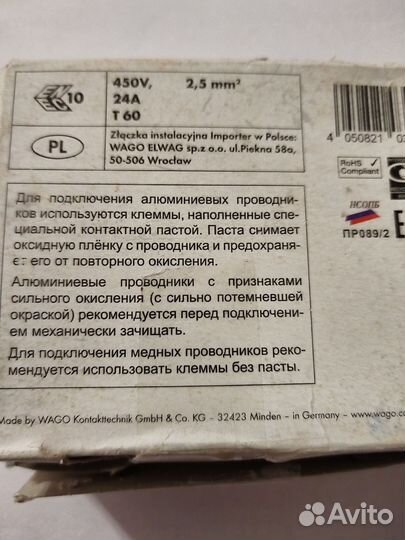 10
450V, 2,5 mm²
24A
T 60
PL
Złączka instalacyjna Importer w Polsce:
WAGO ELWAG sp.z o.o. ul.Piekna 58a,
50-506 Wrocław
4 050821 0
RoHS
Compliant
НСОПБ
ПР089/2
Для подключения алюминиевых проводни-
ков используются клеммы, наполненные спе-
циальной контактной пастой. Паста снимает
оксидную плёнку с проводника и предохраня-
ет его от повторного окисления.
Алюминиевые проводники с признаками
сильного окисления (с сильно потемневшей
окраской) рекомендуется перед подключени-
ем механически зачищать.
Для подключения медных проводников реко-
мендуется использовать клеммы без пасты.
Made by WAGO Kontakttechnik GmbH & Co. KG - 32423 Minden - in Germany - www.wago.co
Avito